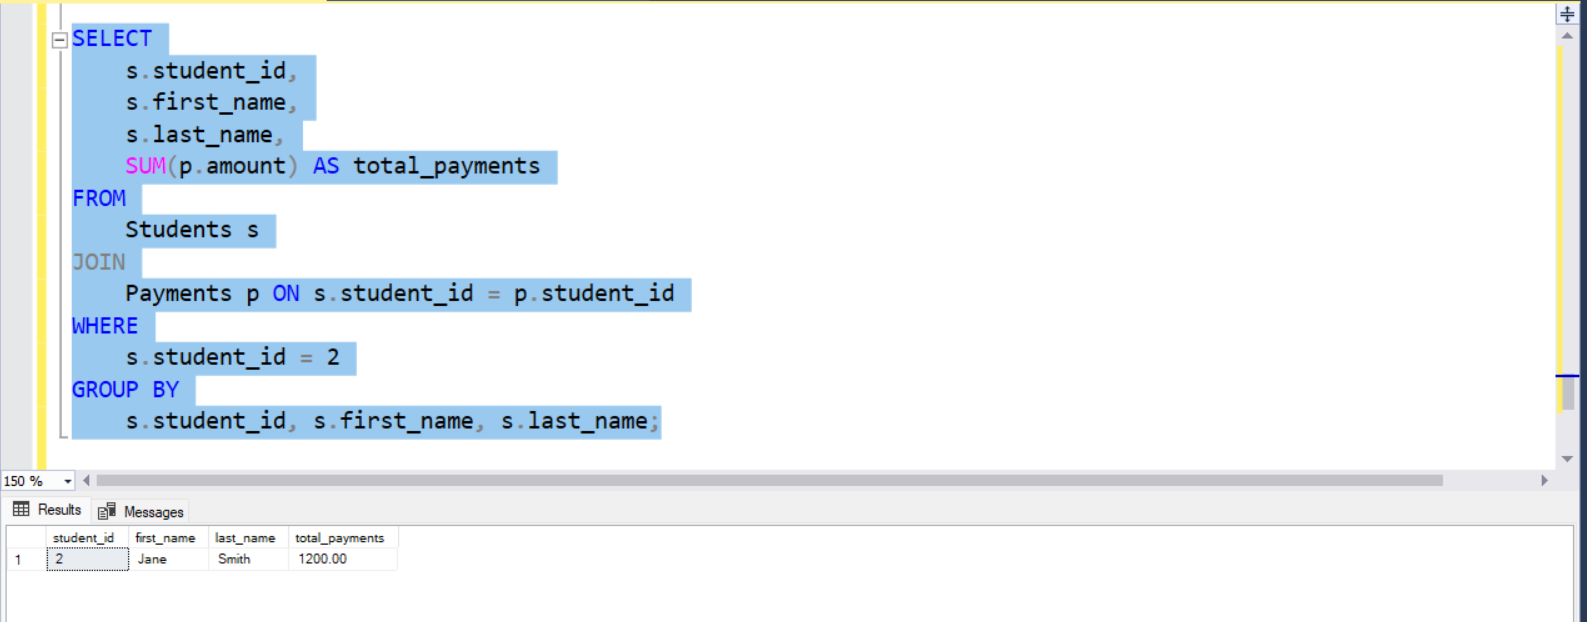 SELECT
s.student_id,
s.first_name,
s.last_name,
SUM(p.amount) AS total_payments
FROM
Students s
JOIN
Payments p ON s.student_id = p.student_id
WHERE
s.student_id = 2
GROUP BY
s.student_id, s.first_name, s.last_name;
150 %
Results Messages
student_id first_name last_name total_payments
1 2 Jane Smith 1200.00